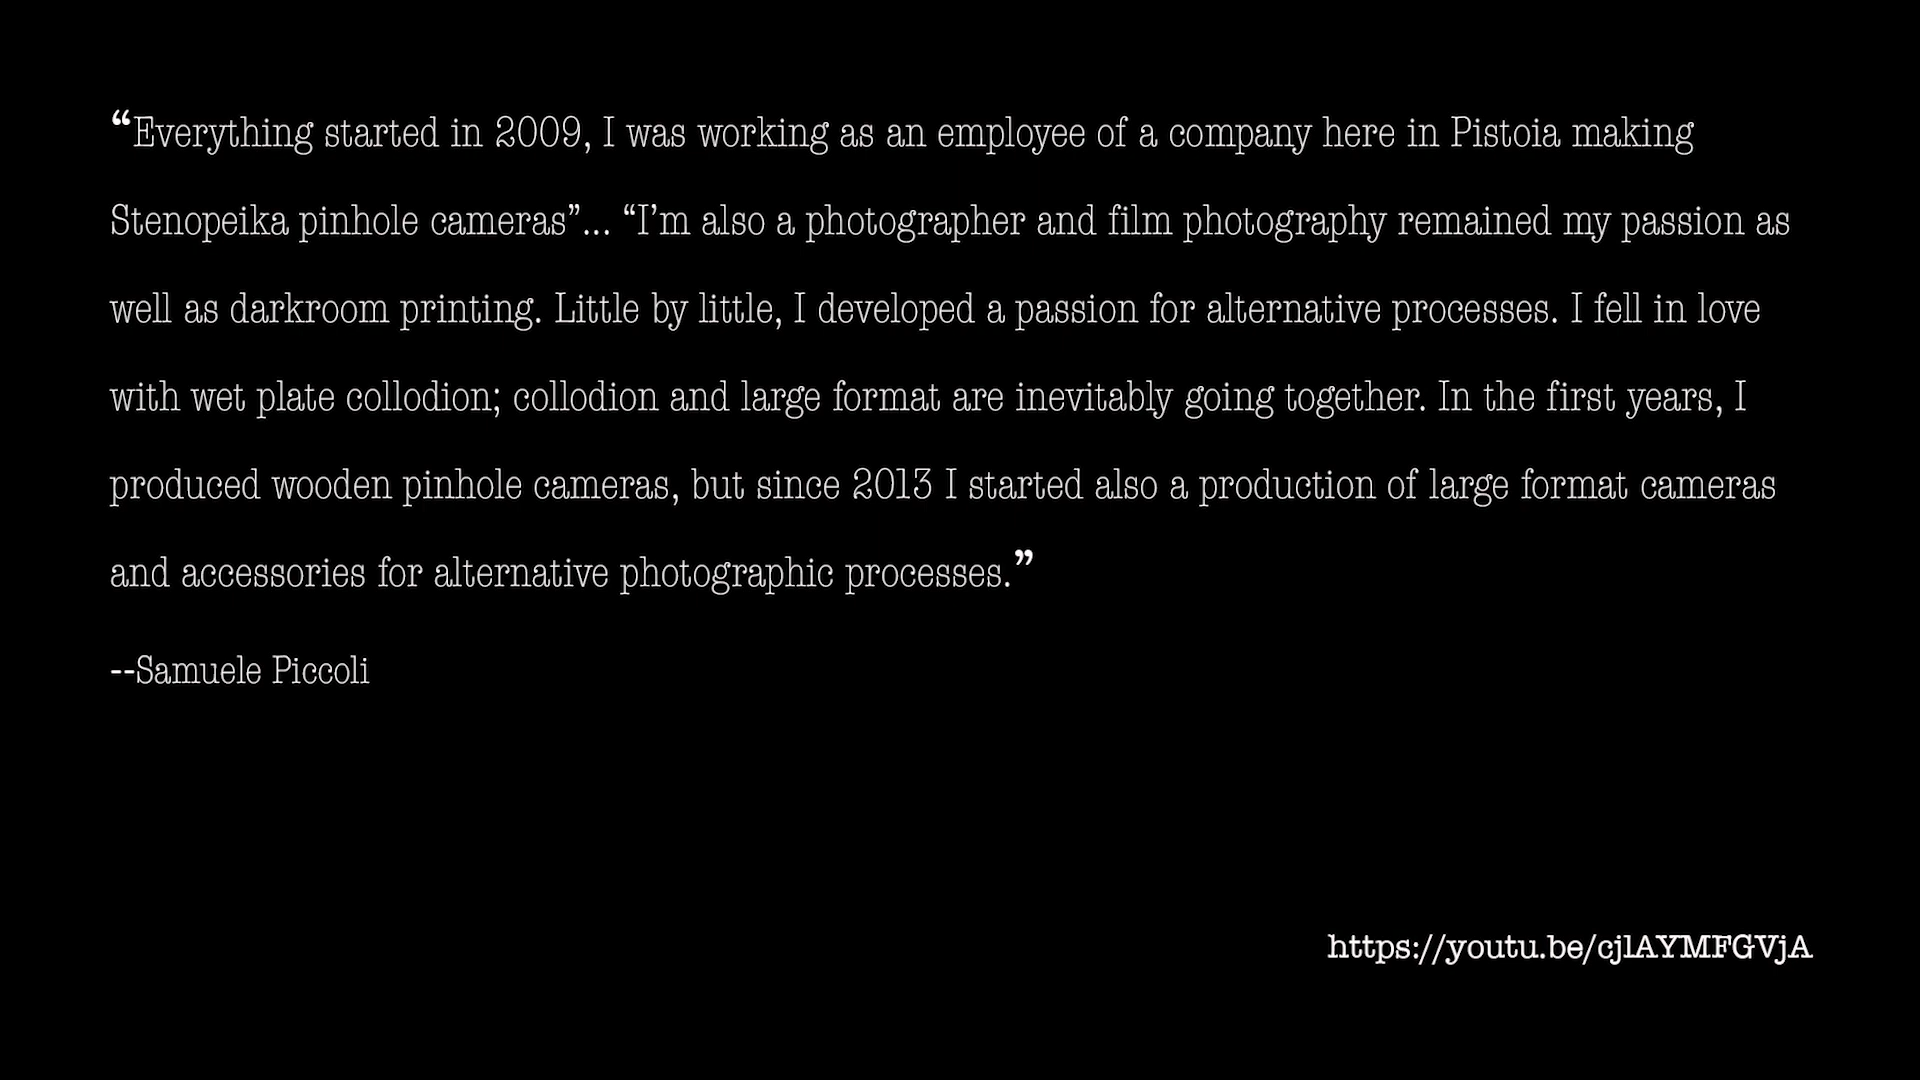 “Everything started in 2009, I was working as an employee of a company here in Pistoia making
Stenopeika pinhole cameras”... “I’m also a photographer and film photography remained my passion as
well as darkroom printing. Little by little, I developed a passion for alternative processes. I fell in love
with wet plate collodion; collodion and large format are inevitably going together. In the first years, I
produced wooden pinhole cameras, but since 2013 I started also a production of large format cameras
and accessories for alternative photographic processes.”
--Samuele Piccoli
https://youtu.be/cjlAYMFGVjA